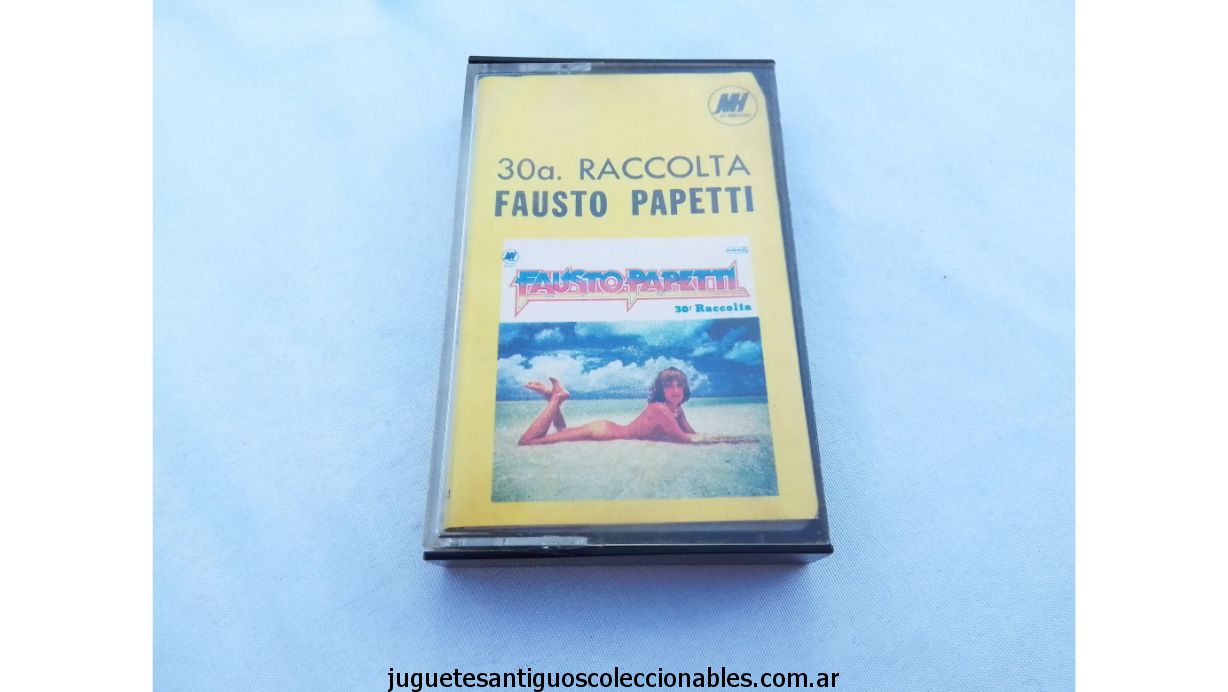 MH
30a. RACCOLTA
FAUSTO PAPETTI
MH
FAUSTO PAPETTI
30ª Raccolta
juguetesantiguoscoleccionables.com.ar